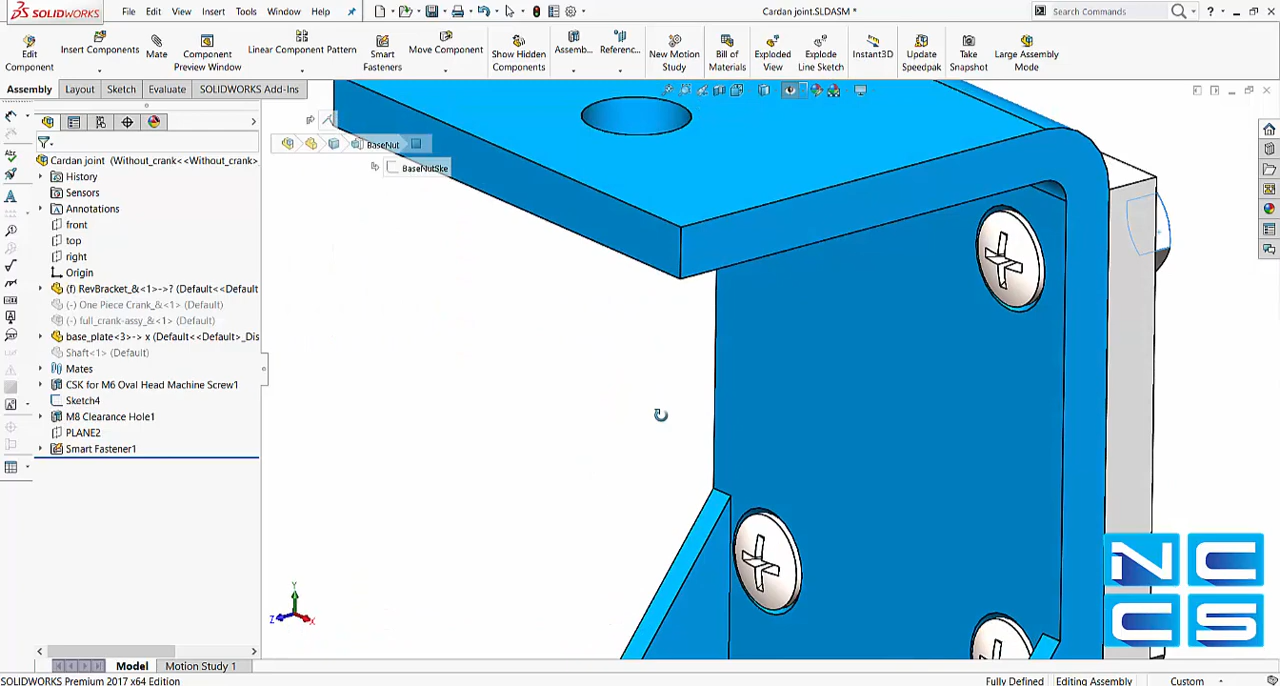 SOLIDWORKS File Edit View Insert Tools Window Help Cardan joint.SLDASM * Search Commands ?
Edit Component
Insert Components
Mate
Component Preview Window
Linear Component Pattern
Smart Fasteners
Move Component
Show Hidden Components
Assemb...
Referenc...
New Motion Study
Bill of Materials
Exploded View
Explode Line Sketch
Instant3D
Update Speedpak
Take Snapshot
Large Assembly Mode
Assembly Layout Sketch Evaluate SOLIDWORKS Add-Ins
Cardan joint (Without_crank<<Without_crank>
History
Sensors
Annotations
front
top
right
Origin
(f) RevBracket_&<1>->? (Default<<Default
(-) One Piece Crank_&<1> (Default)
(-) full_crank-assy_&<1> (Default)
base_plate<3>-> x (Default<<Default>_Dis
Shaft<1> (Default)
Mates
CSK for M6 Oval Head Machine Screw1
Sketch4
M8 Clearance Hole1
PLANE2
Smart Fastener1
BaseNut
BaseNutSke
Y
Z X
NC
CS
Model Motion Study 1
SOLIDWORKS Premium 2017 x64 Edition Fully Defined Editing Assembly Custom